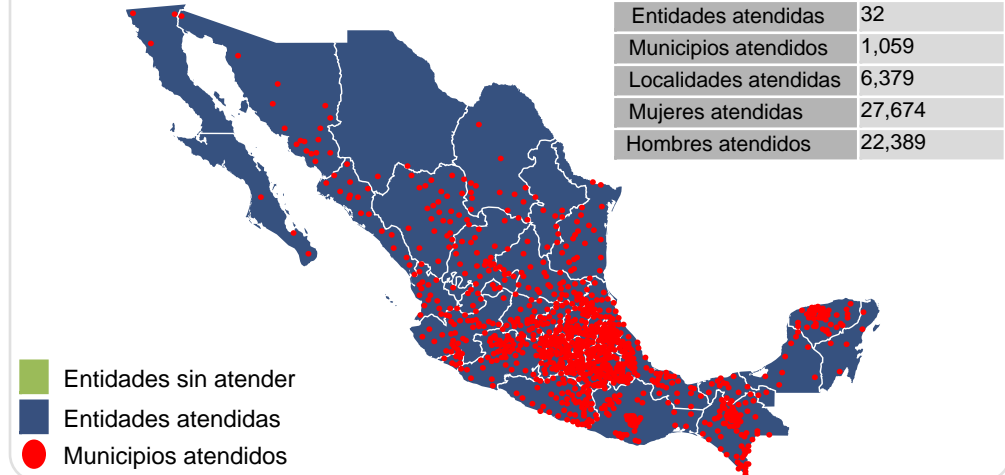 Entidades atendidas 32
Municipios atendidos 1,059
Localidades atendidas 6,379
Mujeres atendidas 27,674
Hombres atendidos 22,389
Entidades sin atender
Entidades atendidas
Municipios atendidos